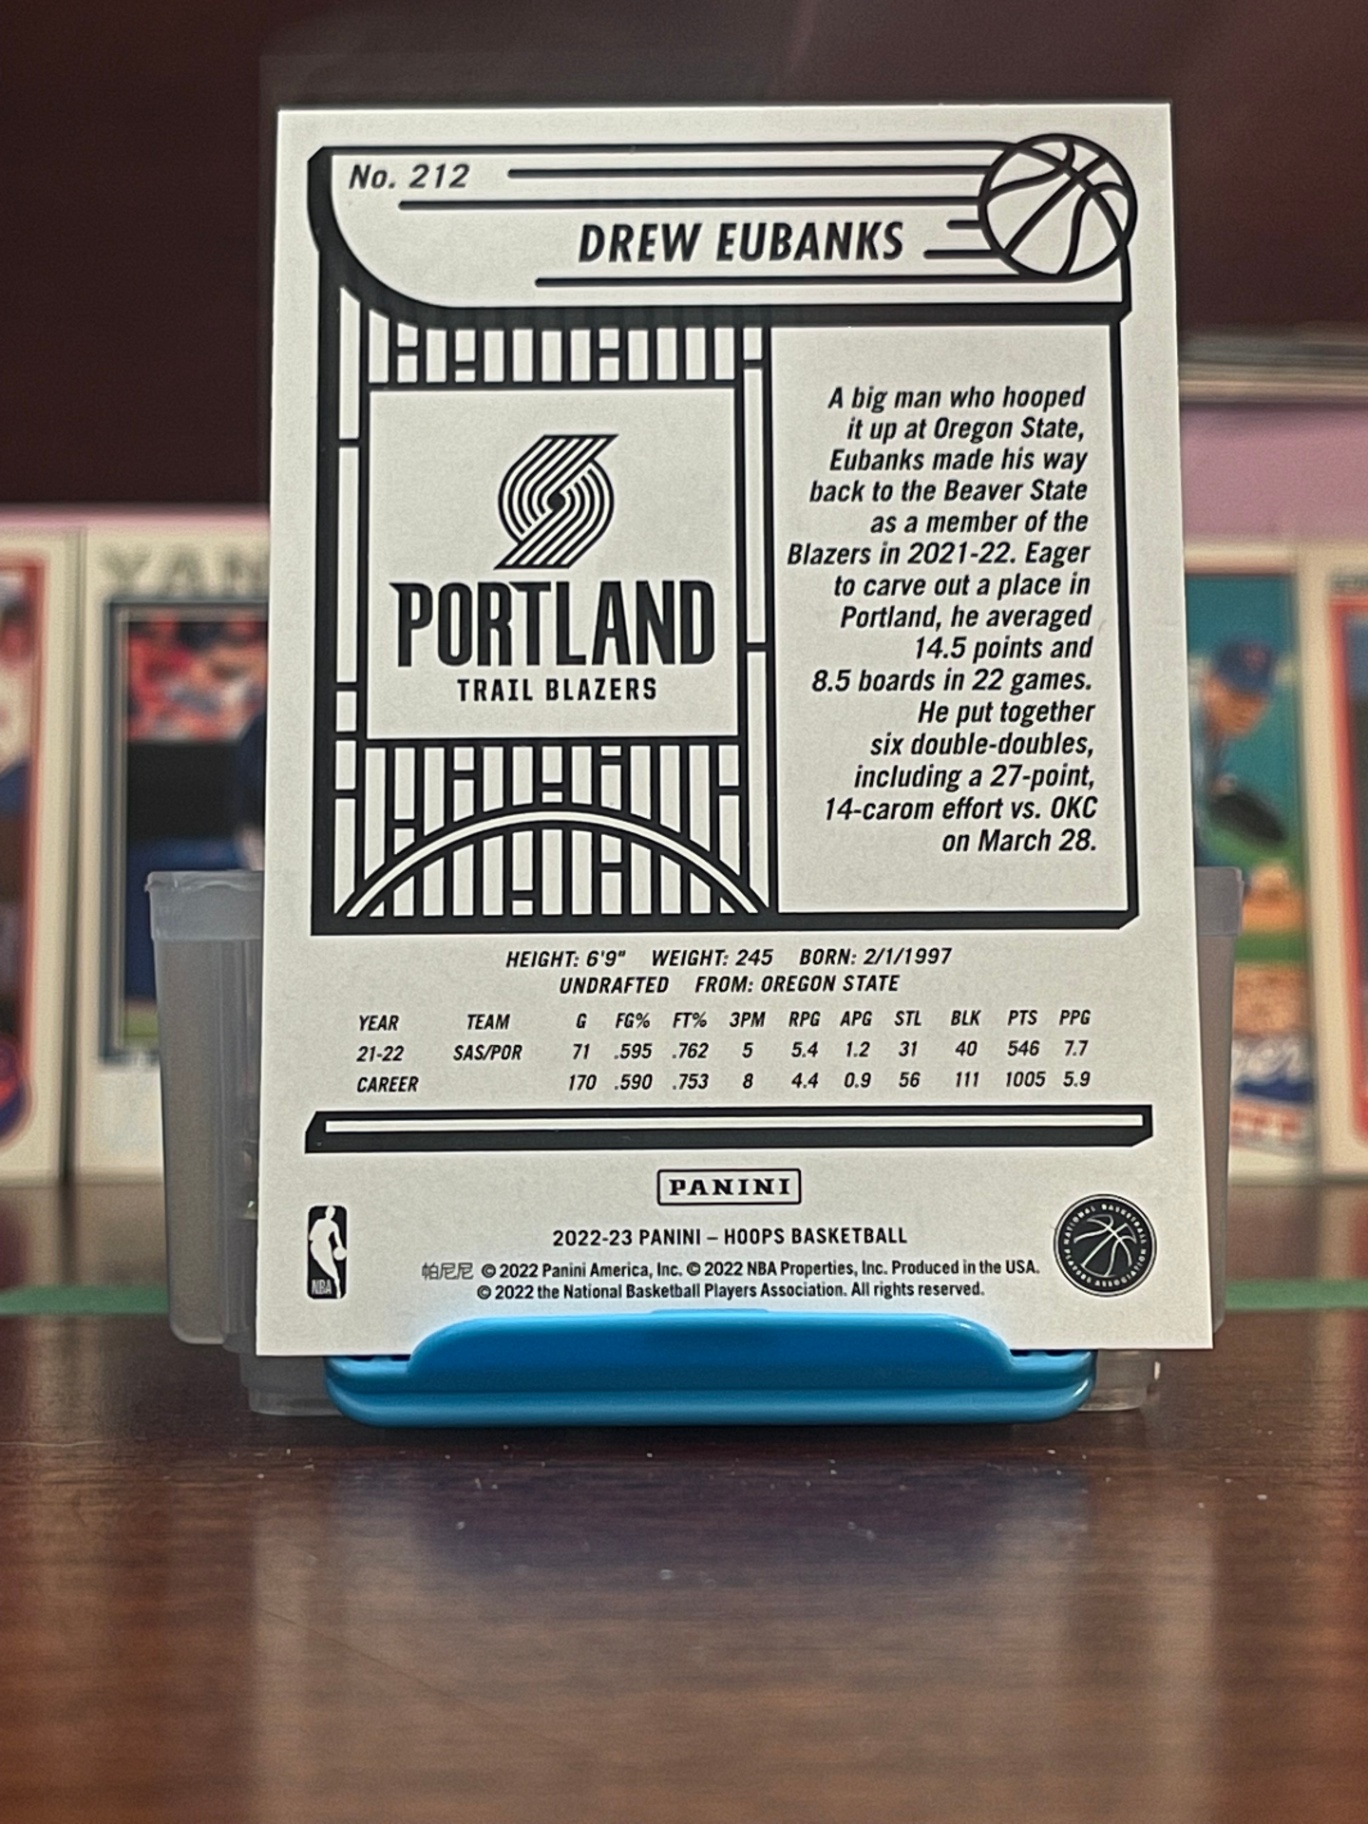 No. 212
DREW EUBANKS
PORTLAND
TRAIL BLAZERS
A big man who hooped
it up at Oregon State,
Eubanks made his way
back to the Beaver State
as a member of the
Blazers in 2021-22. Eager
to carve out a place in
Portland, he averaged
14.5 points and
8.5 boards in 22 games.
He put together
six double-doubles,
including a 27-point,
14-carom effort vs. OKC
on March 28.
HEIGHT: 6'9" WEIGHT: 245 BORN: 2/1/1997
UNDRAFTED FROM: OREGON STATE
YEAR TEAM G FG% FT% 3PM RPG APG STL BLK PTS PPG
21-22 SAS/POR 71 .595 .762 5 5.4 1.2 31 40 546 7.7
CAREER 170 .590 .753 8 4.4 0.9 56 111 1005 5.9
PANINI
NBA
2022-23 PANINI – HOOPS BASKETBALL
帕尼尼 © 2022 Panini America, Inc. © 2022 NBA Properties, Inc. Produced in the USA.
© 2022 the National Basketball Players Association. All rights reserved.
NATIONAL BASKETBALL PLAYERS ASSOCIATION
YAN